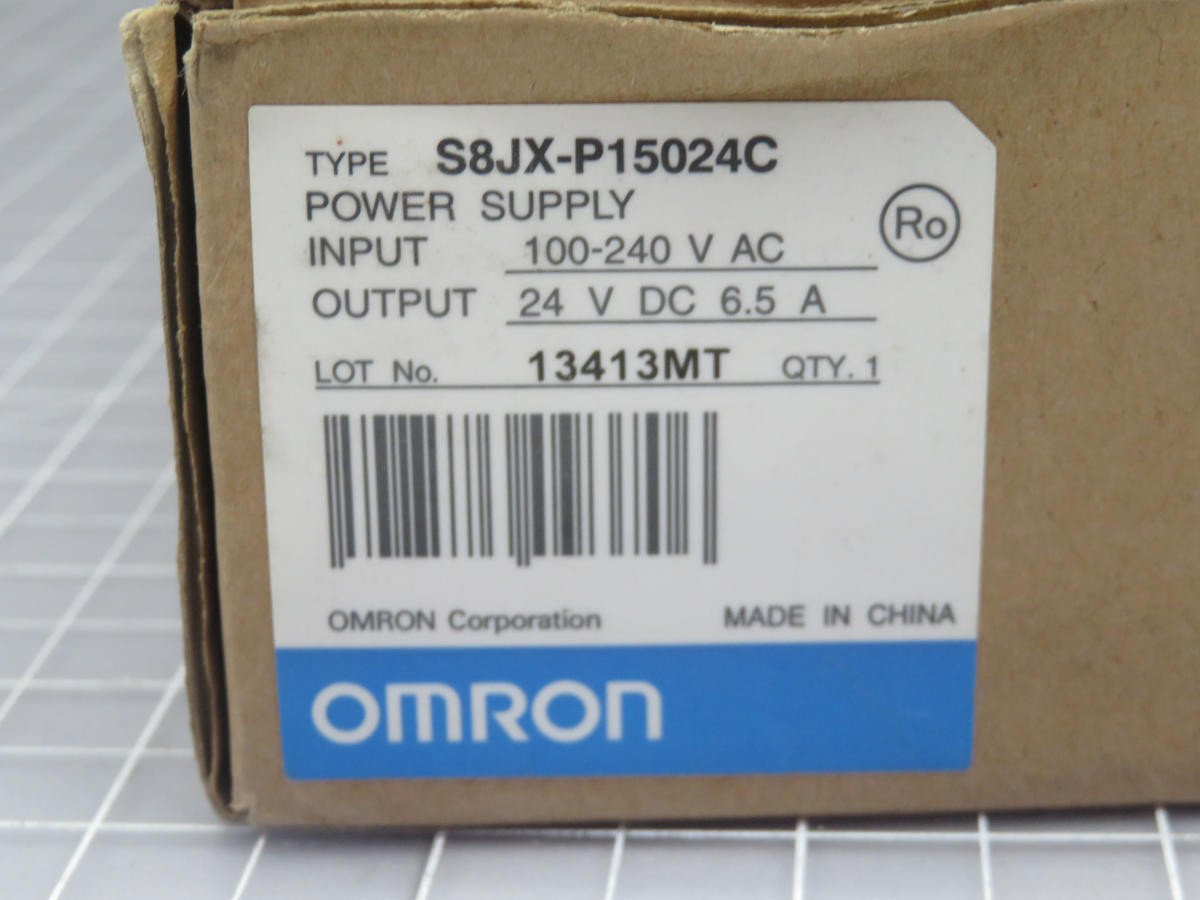 TYPE S8JX-P15024C
POWER SUPPLY
Ro
INPUT 100-240 V AC
OUTPUT 24 V DC 6.5 A
LOT No. 13413MT QTY. 1
OMRON Corporation MADE IN CHINA
OMRON